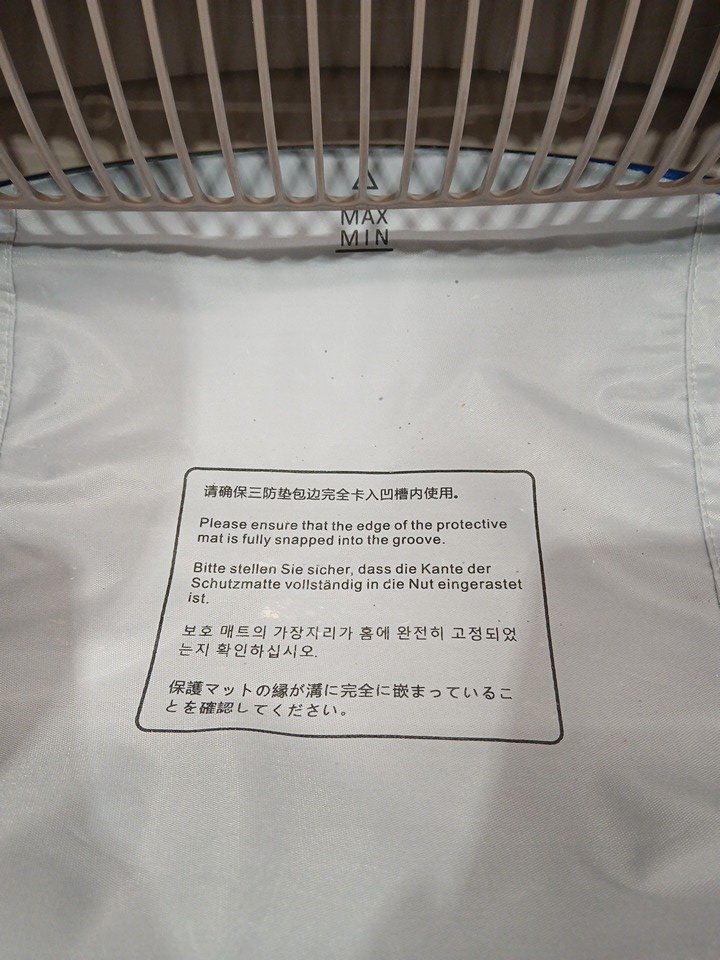 MAX
MIN
请确保三防垫包边完全卡入凹槽内使用。
Please ensure that the edge of the protective
mat is fully snapped into the groove.
Bitte stellen Sie sicher, dass die Kante der
Schutzmatte vollständig in die Nut eingerastet
ist.
보호 매트의 가장자리가 홈에 완전히 고정되었
는지 확인하십시오.
保護マットの縁が溝に完全に嵌まっているこ
とを確認してください。